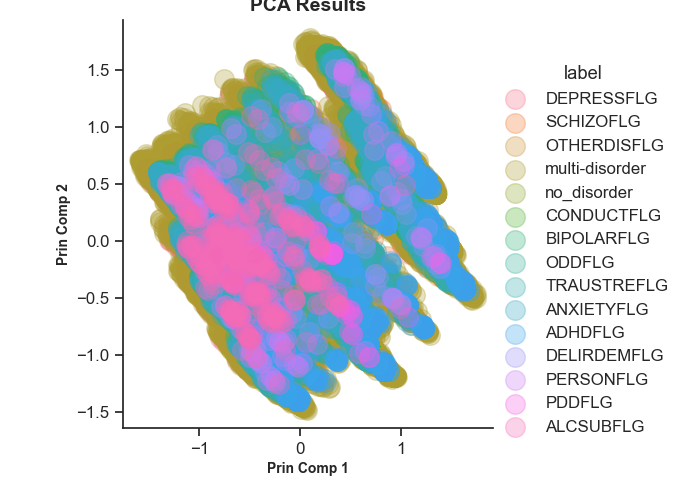 PCA Results
1.5
1.0
0.5
0.0
−0.5
−1.0
−1.5
Prin Comp 2
−1 0 1
Prin Comp 1
label
DEPRESSFLG
SCHIZOFLG
OTHERDISFLG
multi-disorder
no_disorder
CONDUCTFLG
BIPOLARFLG
ODDFLG
TRAUSTREFLG
ANXIETYFLG
ADHDFLG
DELIRDEMFLG
PERSONFLG
PDDFLG
ALCSUBFLG